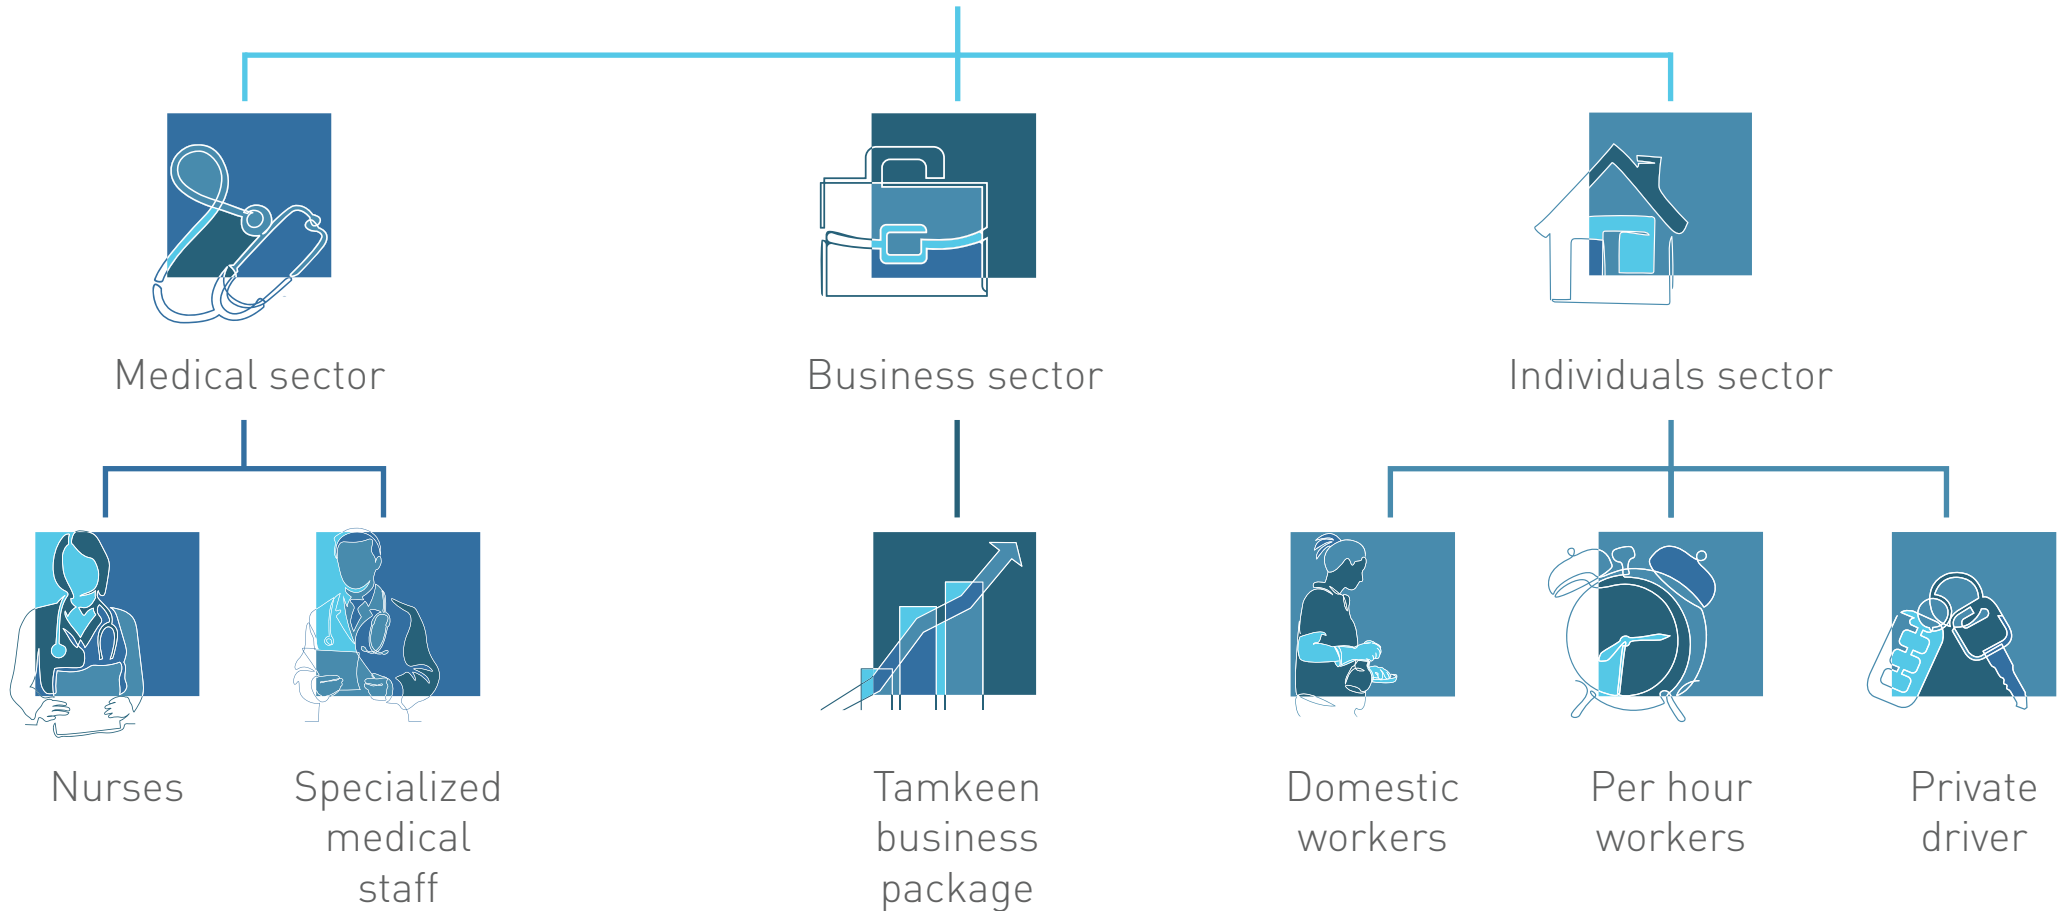 Medical sector
Business sector
Individuals sector
Nurses
Specialized
medical
staff
Tamkeen
business
package
Domestic
workers
Per hour
workers
Private
driver